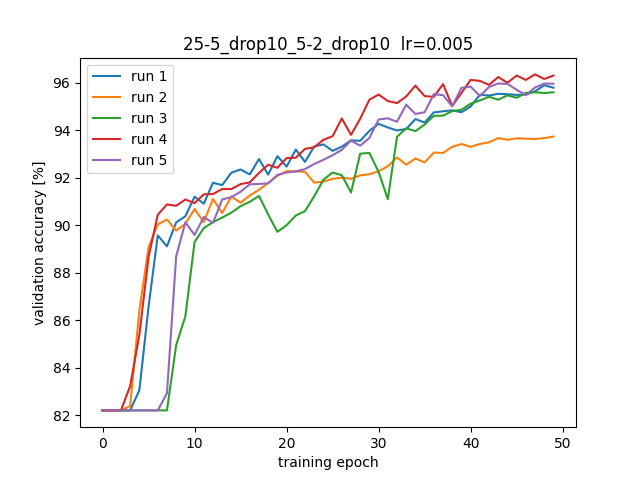 25-5_drop10_5-2_drop10  lr=0.005
run 1
run 2
run 3
run 4
run 5
validation accuracy [%]
96
94
92
90
88
86
84
82
0 10 20 30 40 50
training epoch